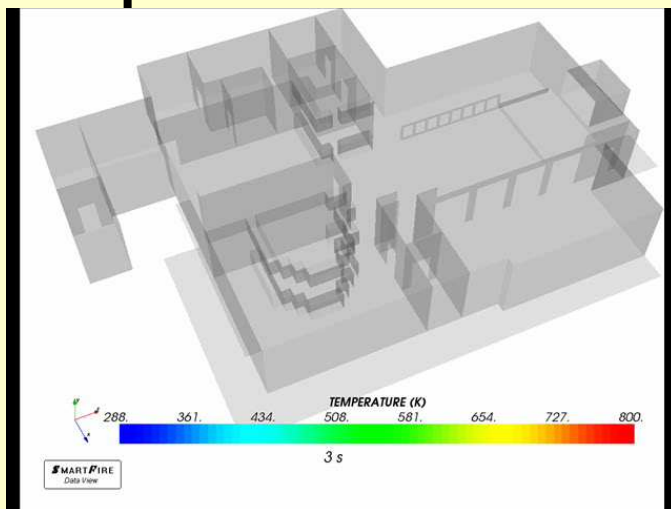 TEMPERATURE (K)
288. 361. 434. 508. 581. 654. 727. 800.
3 s
SMARTFIRE
Data View